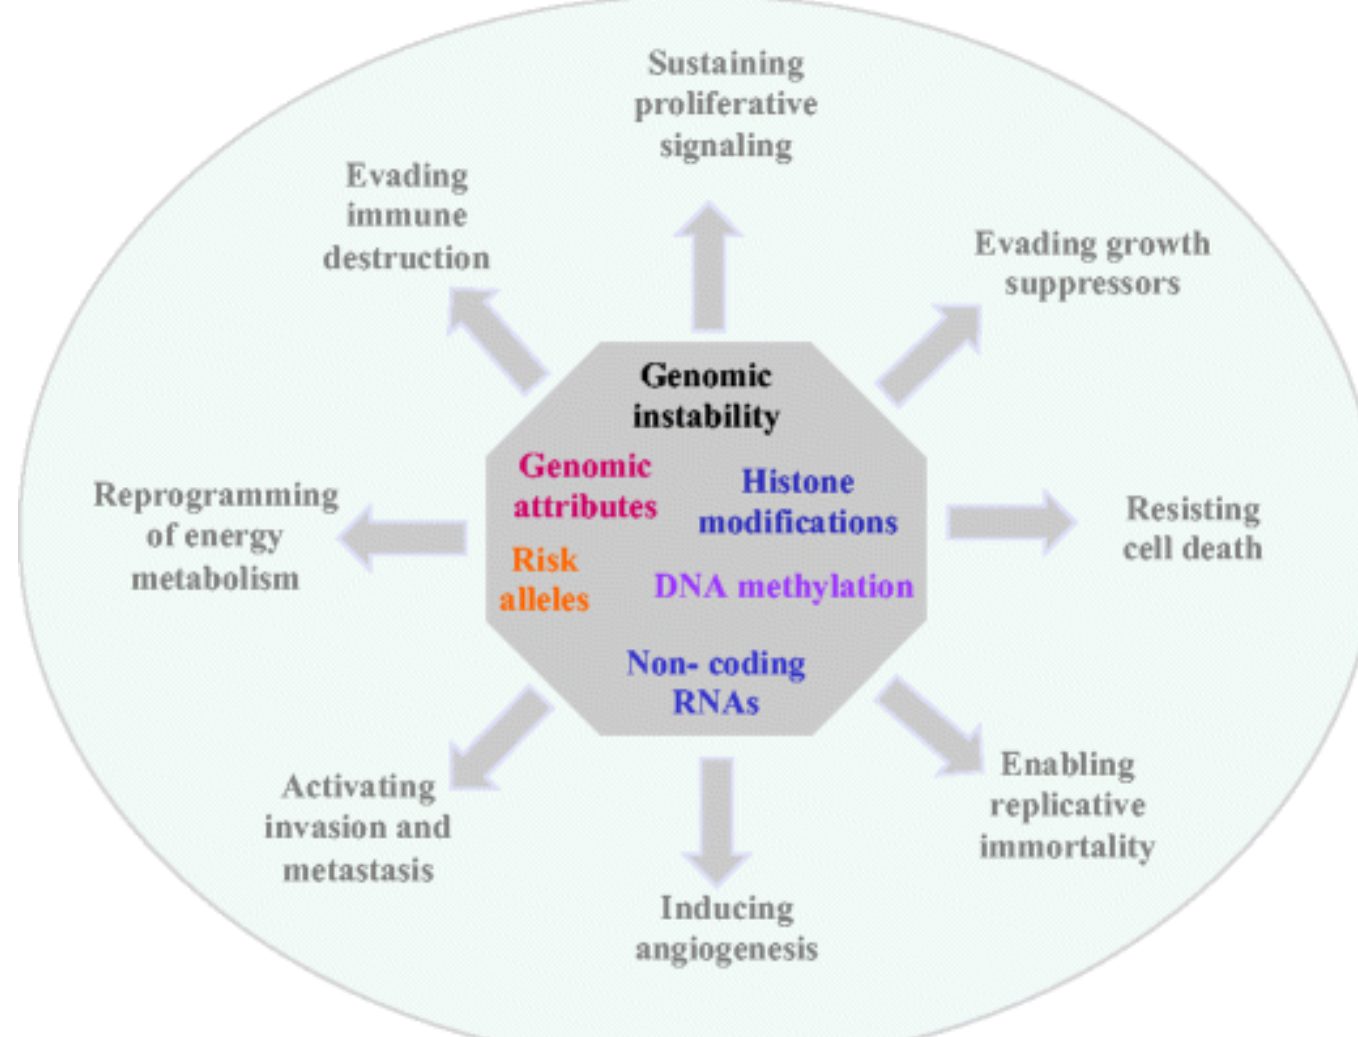 Sustaining
proliferative
signaling
Evading
immune
destruction
Evading growth
suppressors
Genomic
instability
Genomic
attributes
Histone
modifications
Reprogramming
of energy
metabolism
Resisting
cell death
Risk
alleles
DNA methylation
Non- coding
RNAs
Activating
invasion and
metastasis
Enabling
replicative
immortality
Inducing
angiogenesis